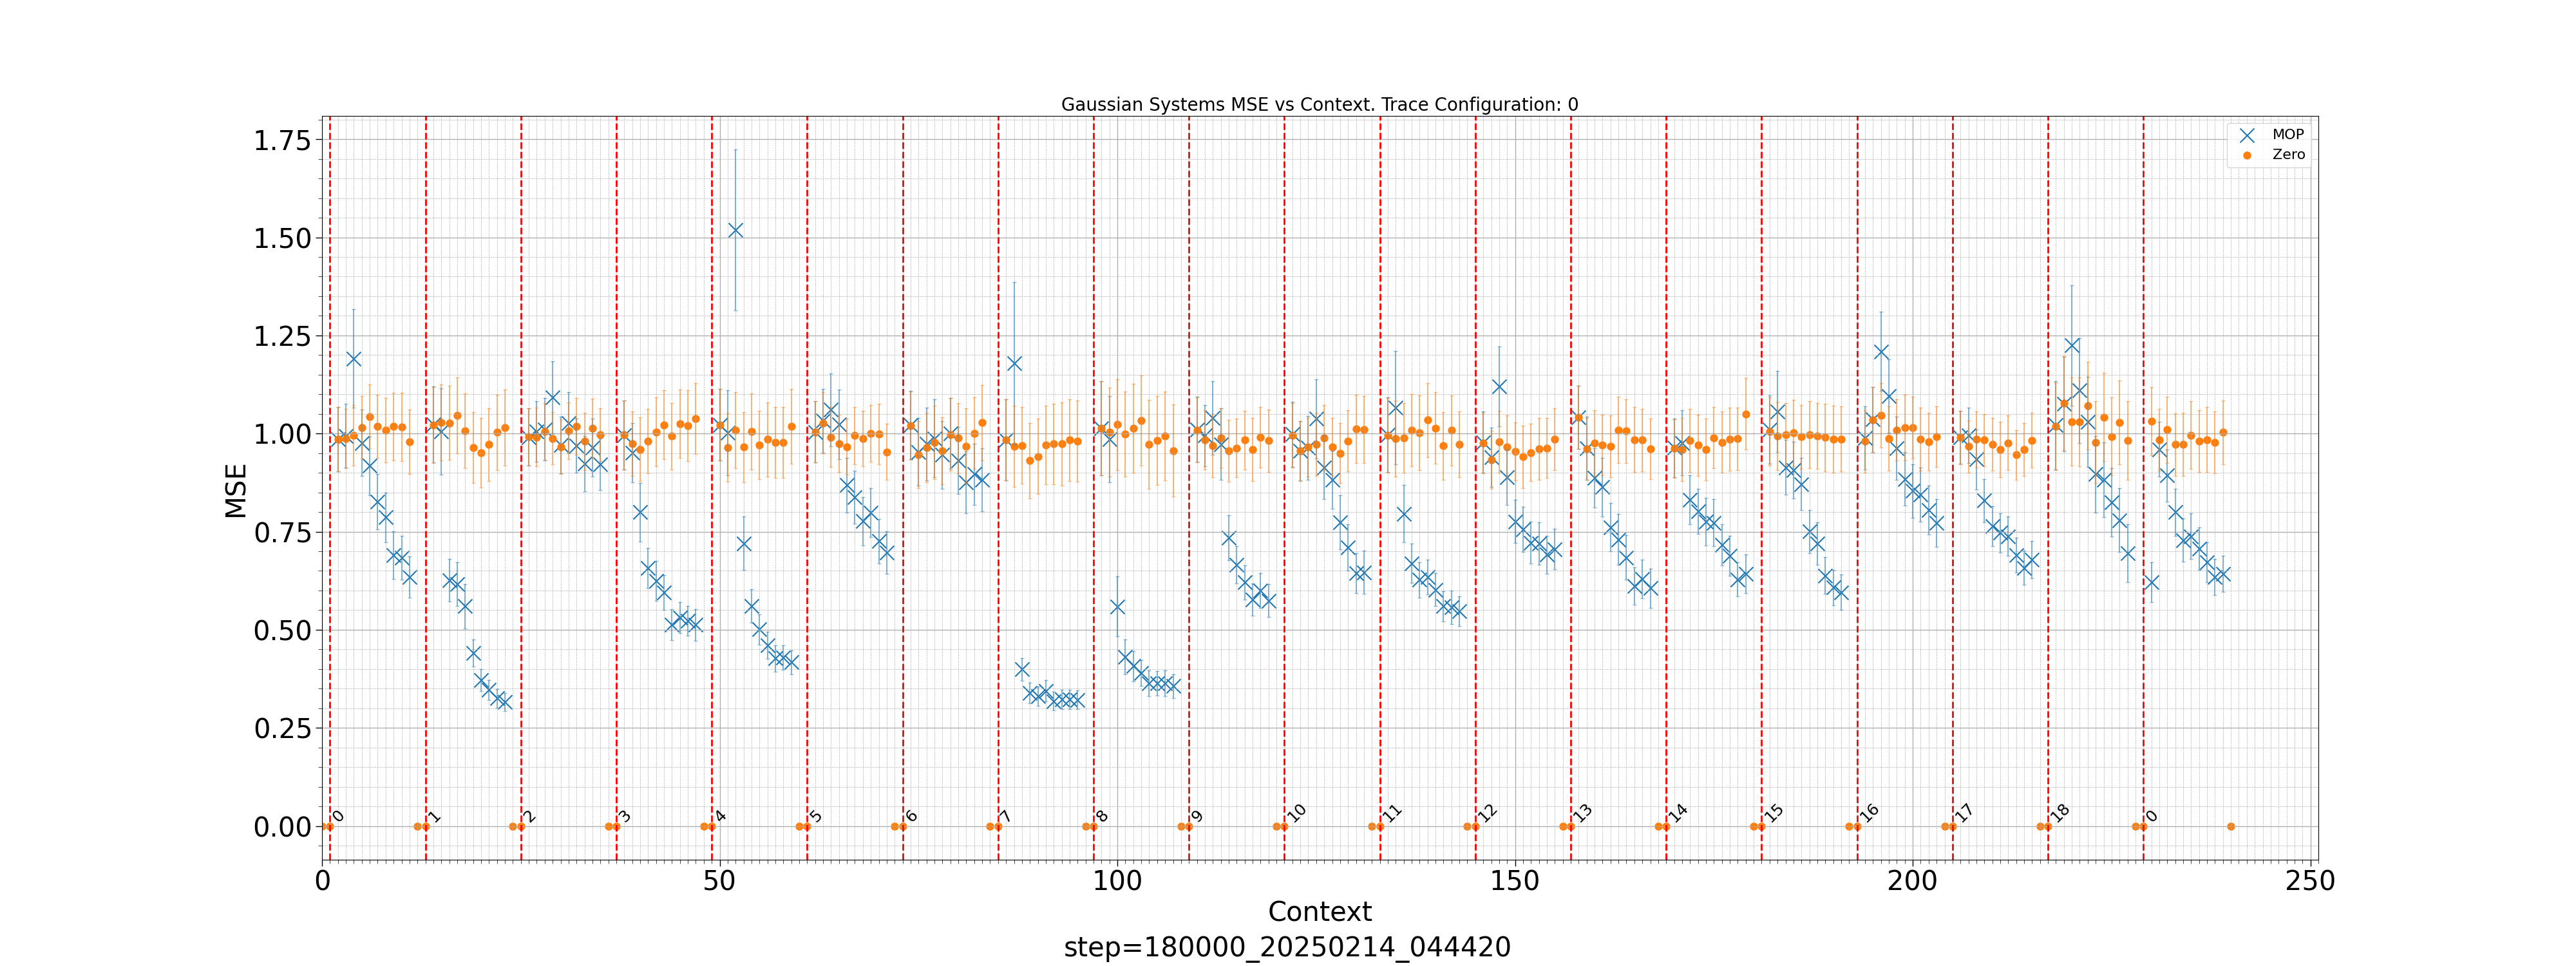 Gaussian Systems MSE vs Context. Trace Configuration: 0
MOP
Zero
MSE
1.75
1.50
1.25
1.00
0.75
0.50
0.25
0.00
0 1 2 3 4 5 6 7 8 9 10 11 12 13 14 15 16 17 18 0
0 50 100 150 200 250
Context
step=180000_20250214_044420